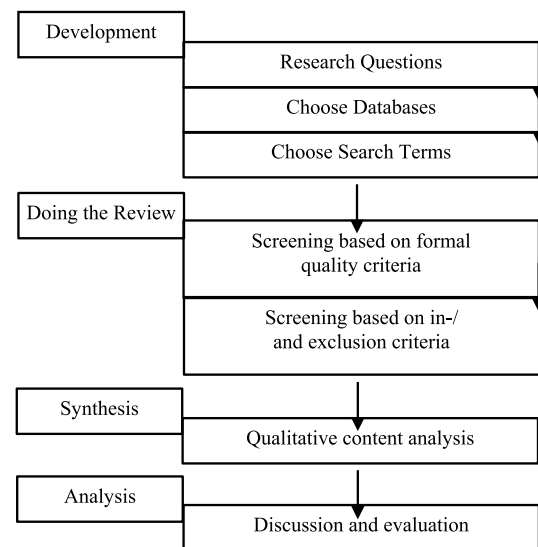 Development
Research Questions
Choose Databases
Choose Search Terms
Doing the Review
Screening based on formal
quality criteria
Screening based on in-/
and exclusion criteria
Synthesis
Qualitative content analysis
Analysis
Discussion and evaluation